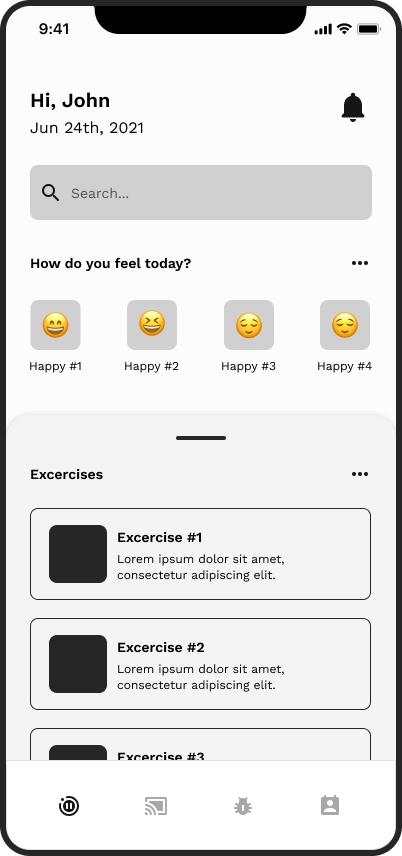 9:41
Hi, John
Jun 24th, 2021
Search...
How do you feel today?
Happy #1 Happy #2 Happy #3 Happy #4
Excercises
Excercise #1
Lorem ipsum dolor sit amet,
consectetur adipiscing elit.
Excercise #2
Lorem ipsum dolor sit amet,
consectetur adipiscing elit.
Excercise #3